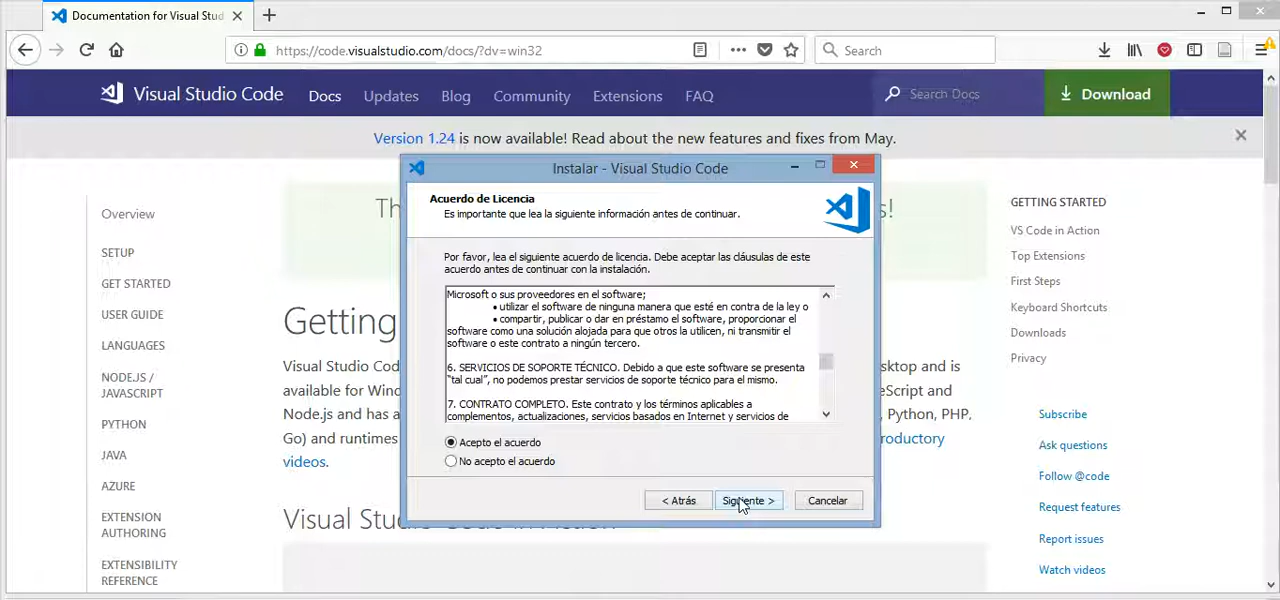 Documentation for Visual Stud
https://code.visualstudio.com/docs/?dv=win32
Search
Visual Studio Code
Docs
Updates
Blog
Community
Extensions
FAQ
Search Docs
Download
Version 1.24 is now available! Read about the new features and fixes from May.
Overview
SETUP
GET STARTED
USER GUIDE
LANGUAGES
NODE.JS /
JAVASCRIPT
PYTHON
JAVA
AZURE
EXTENSION
AUTHORING
EXTENSIBILITY
REFERENCE
Th
s!
Getting
Visual Studio Cod
sktop and is
available for Wind
eScript and
Node.js and has a
, Python, PHP,
Go) and runtimes
roductory
videos.
Visual Studio Code in Action
Instalar - Visual Studio Code
Acuerdo de Licencia
Es importante que lea la siguiente información antes de continuar.
Por favor, lea el siguiente acuerdo de licencia. Debe aceptar las cláusulas de este
acuerdo antes de continuar con la instalación.
Microsoft o sus proveedores en el software;
• utilizar el software de ninguna manera que esté en contra de la ley o
• compartir, publicar o dar en préstamo el software, proporcionar el
software como una solución alojada para que otros la utilicen, ni transmitir el
software o este contrato a ningún tercero.
6. SERVICIOS DE SOPORTE TÉCNICO. Debido a que este software se presenta
"tal cual", no podemos prestar servicios de soporte técnico para el mismo.
7. CONTRATO COMPLETO. Este contrato y los términos aplicables a
complementos, actualizaciones, servicios basados en Internet y servicios de
Acepto el acuerdo
No acepto el acuerdo
< Atrás
Siguiente >
Cancelar
GETTING STARTED
VS Code in Action
Top Extensions
First Steps
Keyboard Shortcuts
Downloads
Privacy
Subscribe
Ask questions
Follow @code
Request features
Report issues
Watch videos